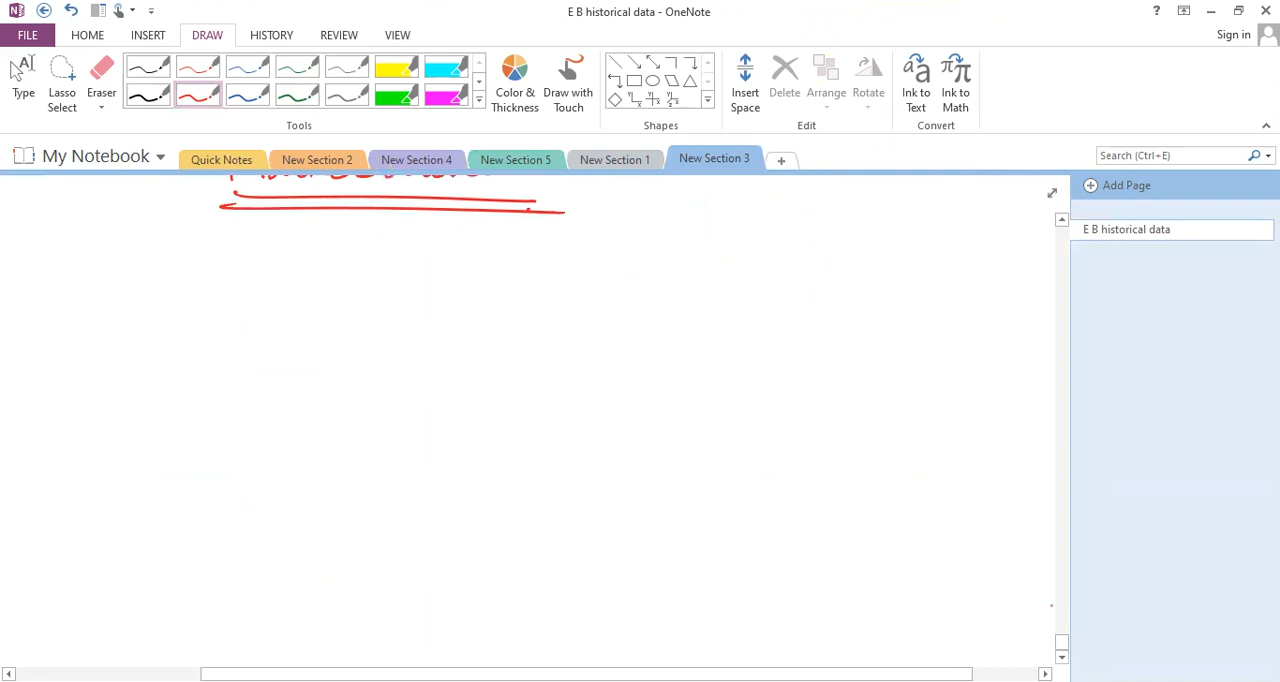 E B historical data - OneNote
?
FILE
HOME
INSERT
DRAW
HISTORY
REVIEW
VIEW
Sign in
Type
Lasso
Select
Eraser
Color &
Thickness
Draw with
Touch
Insert
Space
Delete
Arrange
Rotate
Ink to
Text
Ink to
Math
Tools
Shapes
Edit
Convert
My Notebook
Quick Notes
New Section 2
New Section 4
New Section 5
New Section 1
New Section 3
Search (Ctrl+E)
Add Page
E B historical data